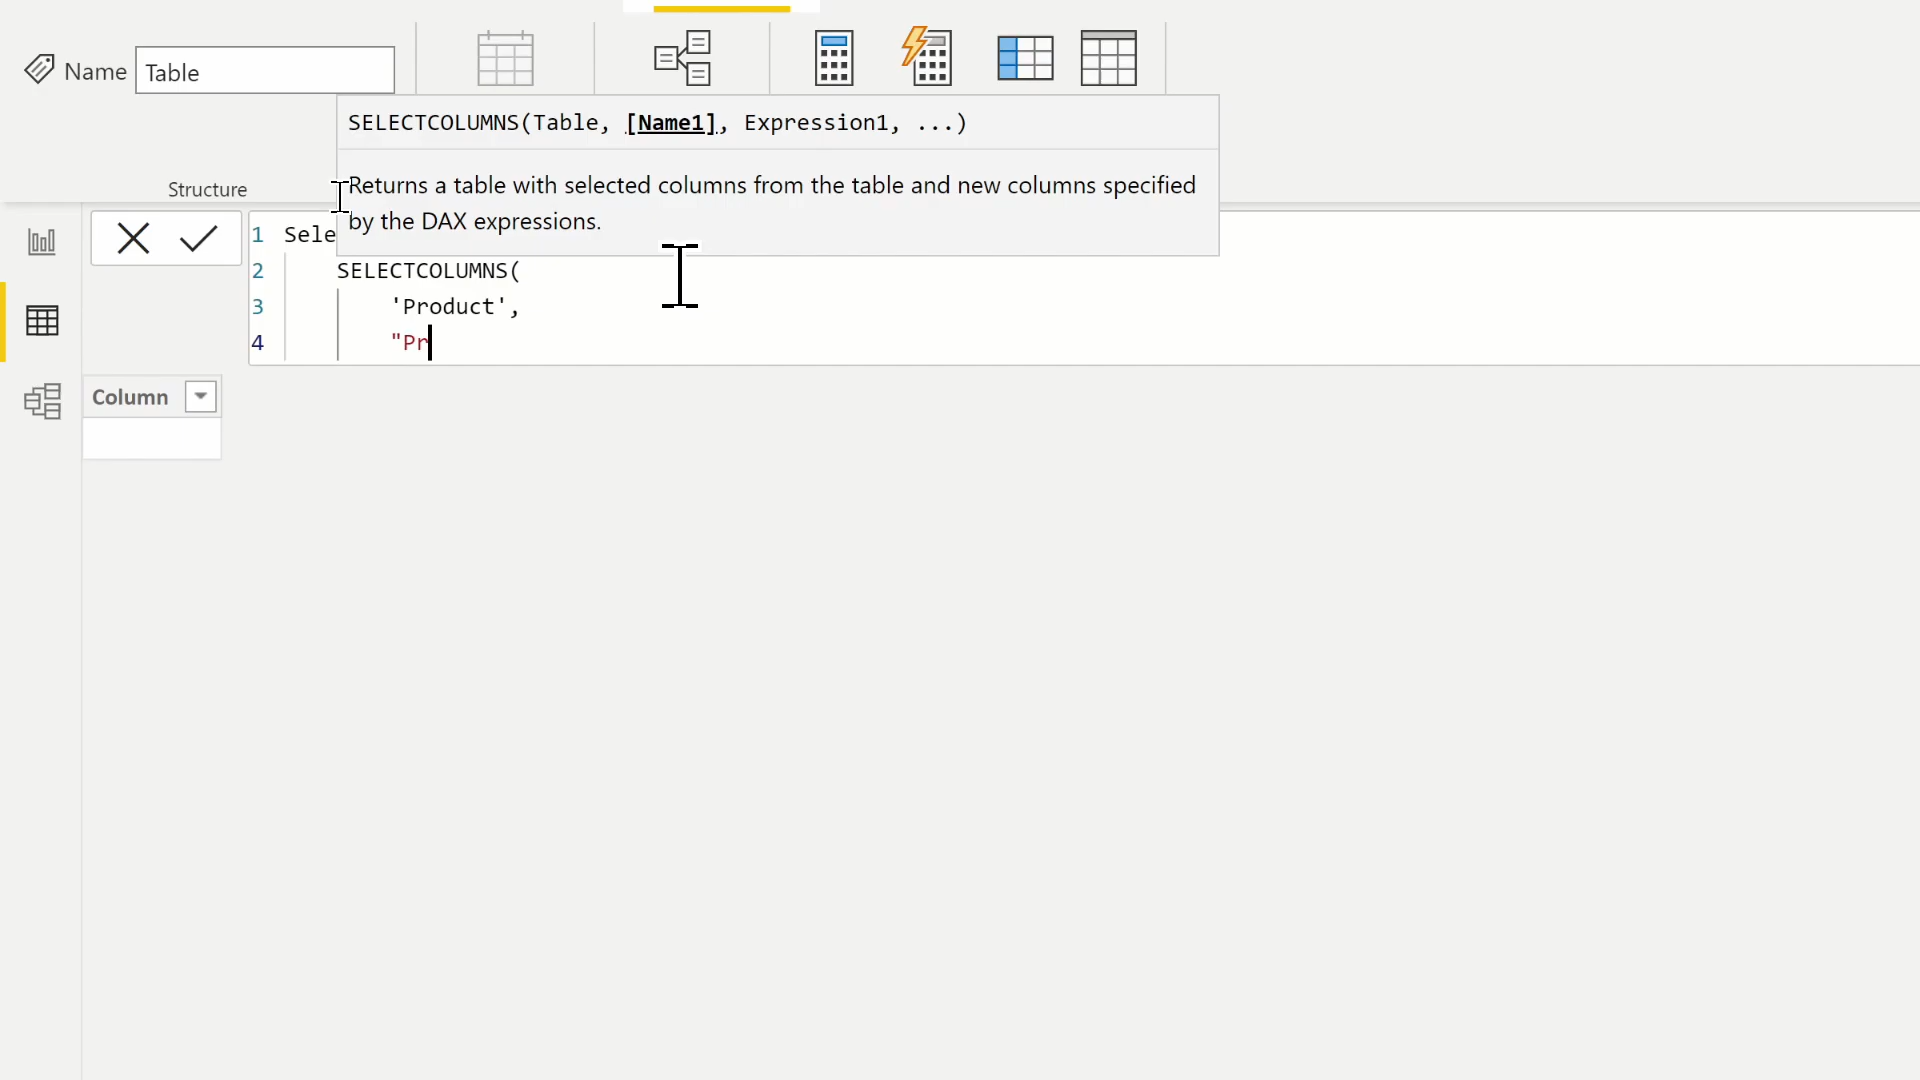 Name Table
SELECTCOLUMNS(Table, [Name1], Expression1, ...)
Returns a table with selected columns from the table and new columns specified
by the DAX expressions.
Structure
1 Sele
2 SELECTCOLUMNS(
3 'Product',
4 "Pr
Column